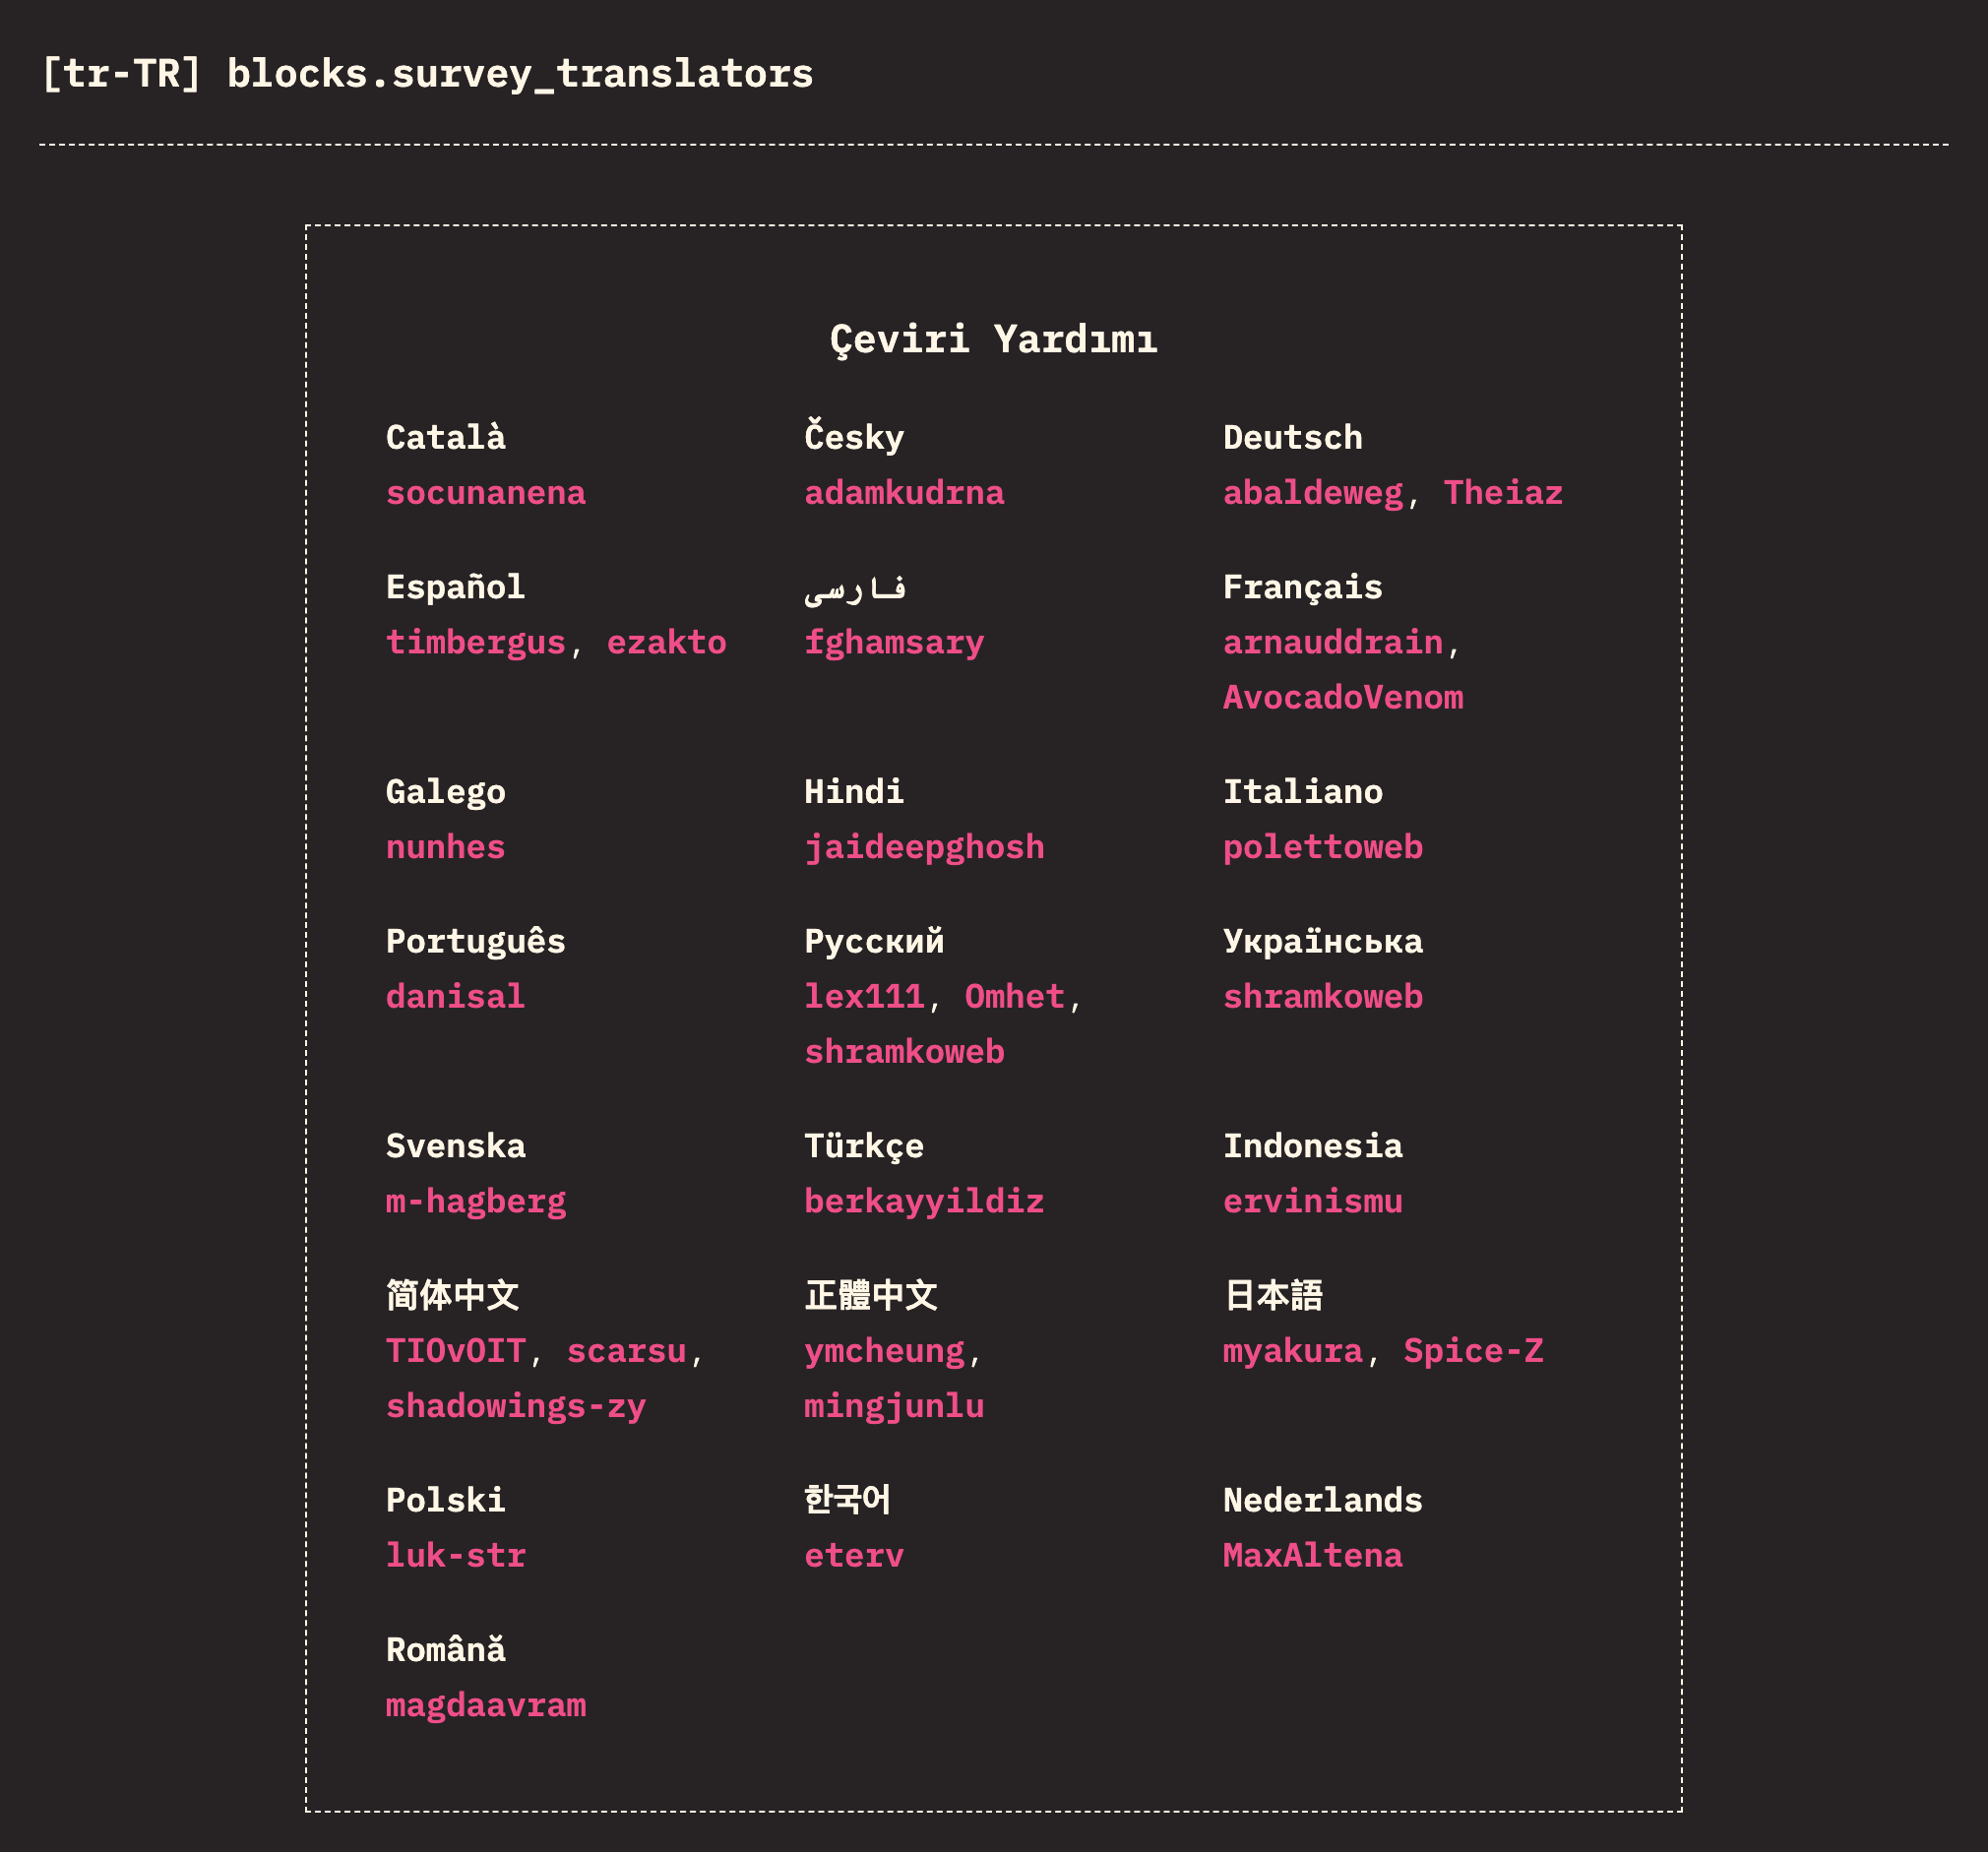 [tr-TR] blocks.survey_translators
Çeviri Yardımı
Català
socunanena
Česky
adamkudrna
Deutsch
abaldeweg, Theiaz
Español
timbergus, ezakto
فارسی
fghamsary
Français
arnauddrain,
AvocadoVenom
Galego
nunhes
Hindi
jaideepghosh
Italiano
polettoweb
Português
danisal
Русский
lex111, Omhet,
shramkoweb
Українська
shramkoweb
Svenska
m-hagberg
Türkçe
berkayyildiz
Indonesia
ervinismu
简体中文
TIOvOIT, scarsu,
shadowings-zy
正體中文
ymcheung,
mingjunlu
日本語
myakura, Spice-Z
Polski
luk-str
한국어
eterv
Nederlands
MaxAltena
Română
magdaavram